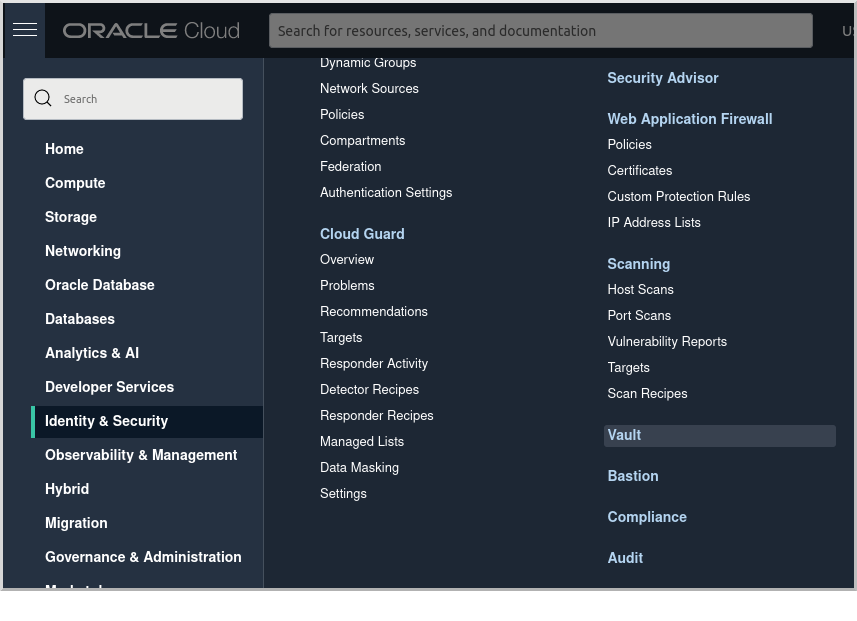 ORACLE Cloud
Search for resources, services, and documentation
Search
Home
Compute
Storage
Networking
Oracle Database
Databases
Analytics & AI
Developer Services
Identity & Security
Observability & Management
Hybrid
Migration
Governance & Administration
Dynamic Groups
Network Sources
Policies
Compartments
Federation
Authentication Settings
Cloud Guard
Overview
Problems
Recommendations
Targets
Responder Activity
Detector Recipes
Responder Recipes
Managed Lists
Data Masking
Settings
Security Advisor
Web Application Firewall
Policies
Certificates
Custom Protection Rules
IP Address Lists
Scanning
Host Scans
Port Scans
Vulnerability Reports
Targets
Scan Recipes
Vault
Bastion
Compliance
Audit